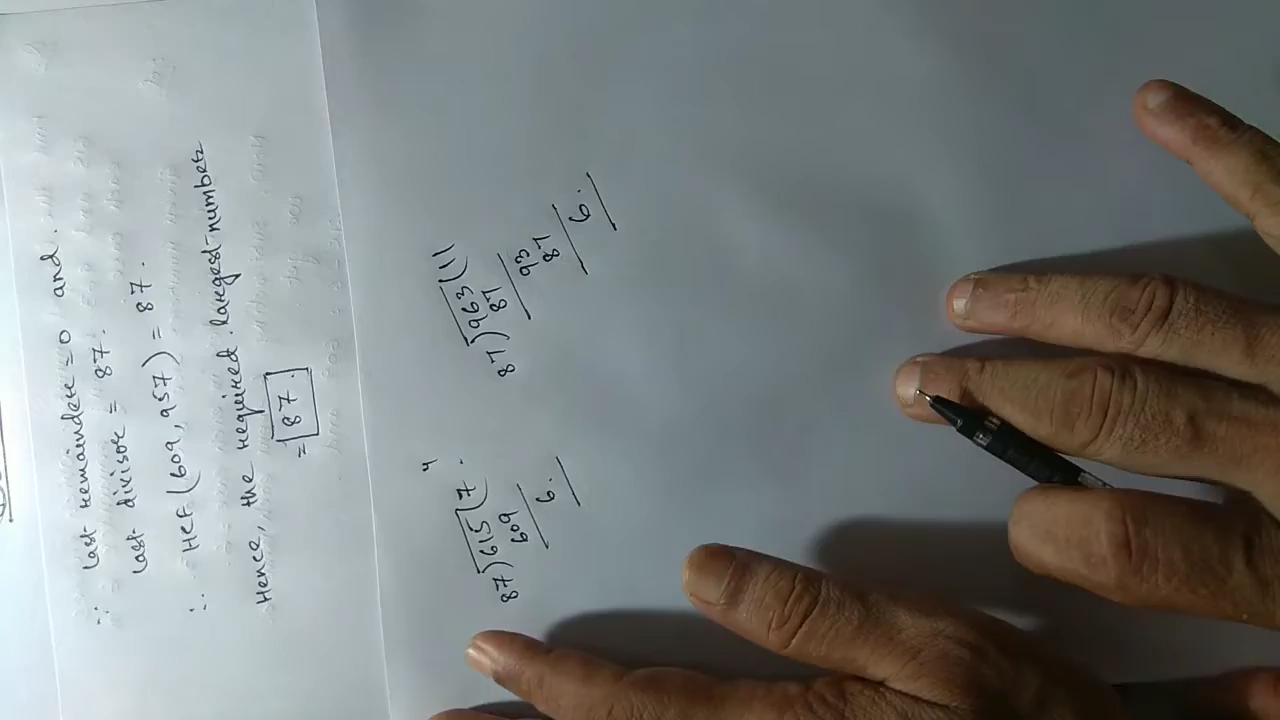 ∵ Last remainder = 0 and.
Last divisor = 87.
∴ HCF (609, 957) = 87.
Hence, the required largest number
= 87.
87)615(7.
609
6.
87)963(11
87
93
87
6.